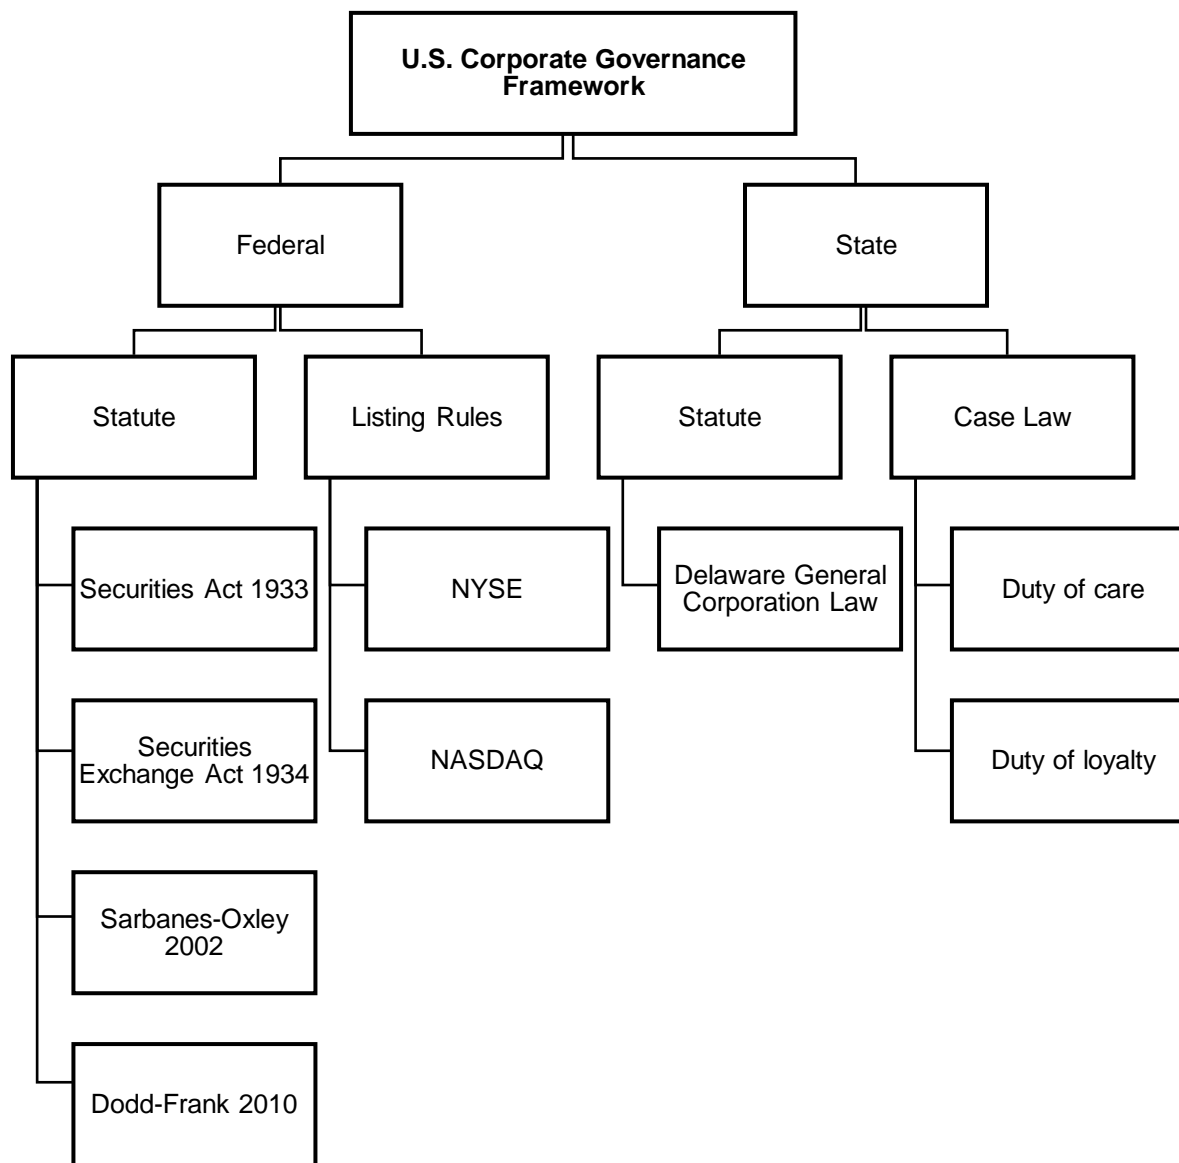 U.S. Corporate Governance
Framework
Federal
State
Statute
Listing Rules
Statute
Case Law
Securities Act 1933
NYSE
Delaware General
Corporation Law
Duty of care
Securities
Exchange Act 1934
NASDAQ
Duty of loyalty
Sarbanes-Oxley
2002
Dodd-Frank 2010